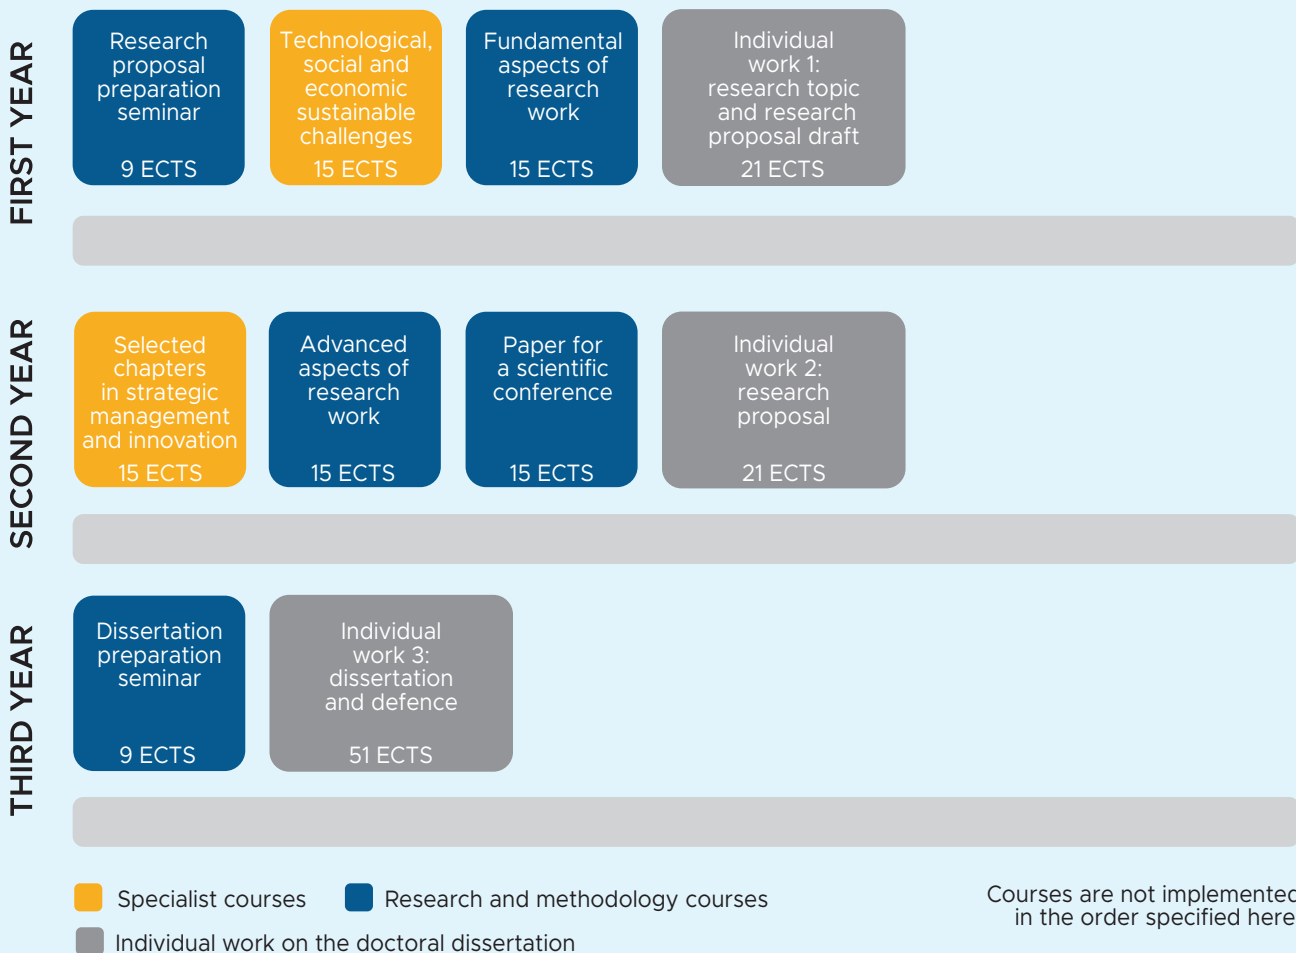 FIRST YEAR
Research
proposal
preparation
seminar
9 ECTS
Technological,
social and
economic
sustainable
challenges
15 ECTS
Fundamental
aspects of
research
work
15 ECTS
Individual
work 1:
research topic
and research
proposal draft
21 ECTS
SECOND YEAR
Selected
chapters
in strategic
management
and innovation
15 ECTS
Advanced
aspects of
research
work
15 ECTS
Paper for
a scientific
conference
15 ECTS
Individual
work 2:
research
proposal
21 ECTS
THIRD YEAR
Dissertation
preparation
seminar
9 ECTS
Individual
work 3:
dissertation
and defence
51 ECTS
Specialist courses
Research and methodology courses
Individual work on the doctoral dissertation
Courses are not implemented
in the order specified here